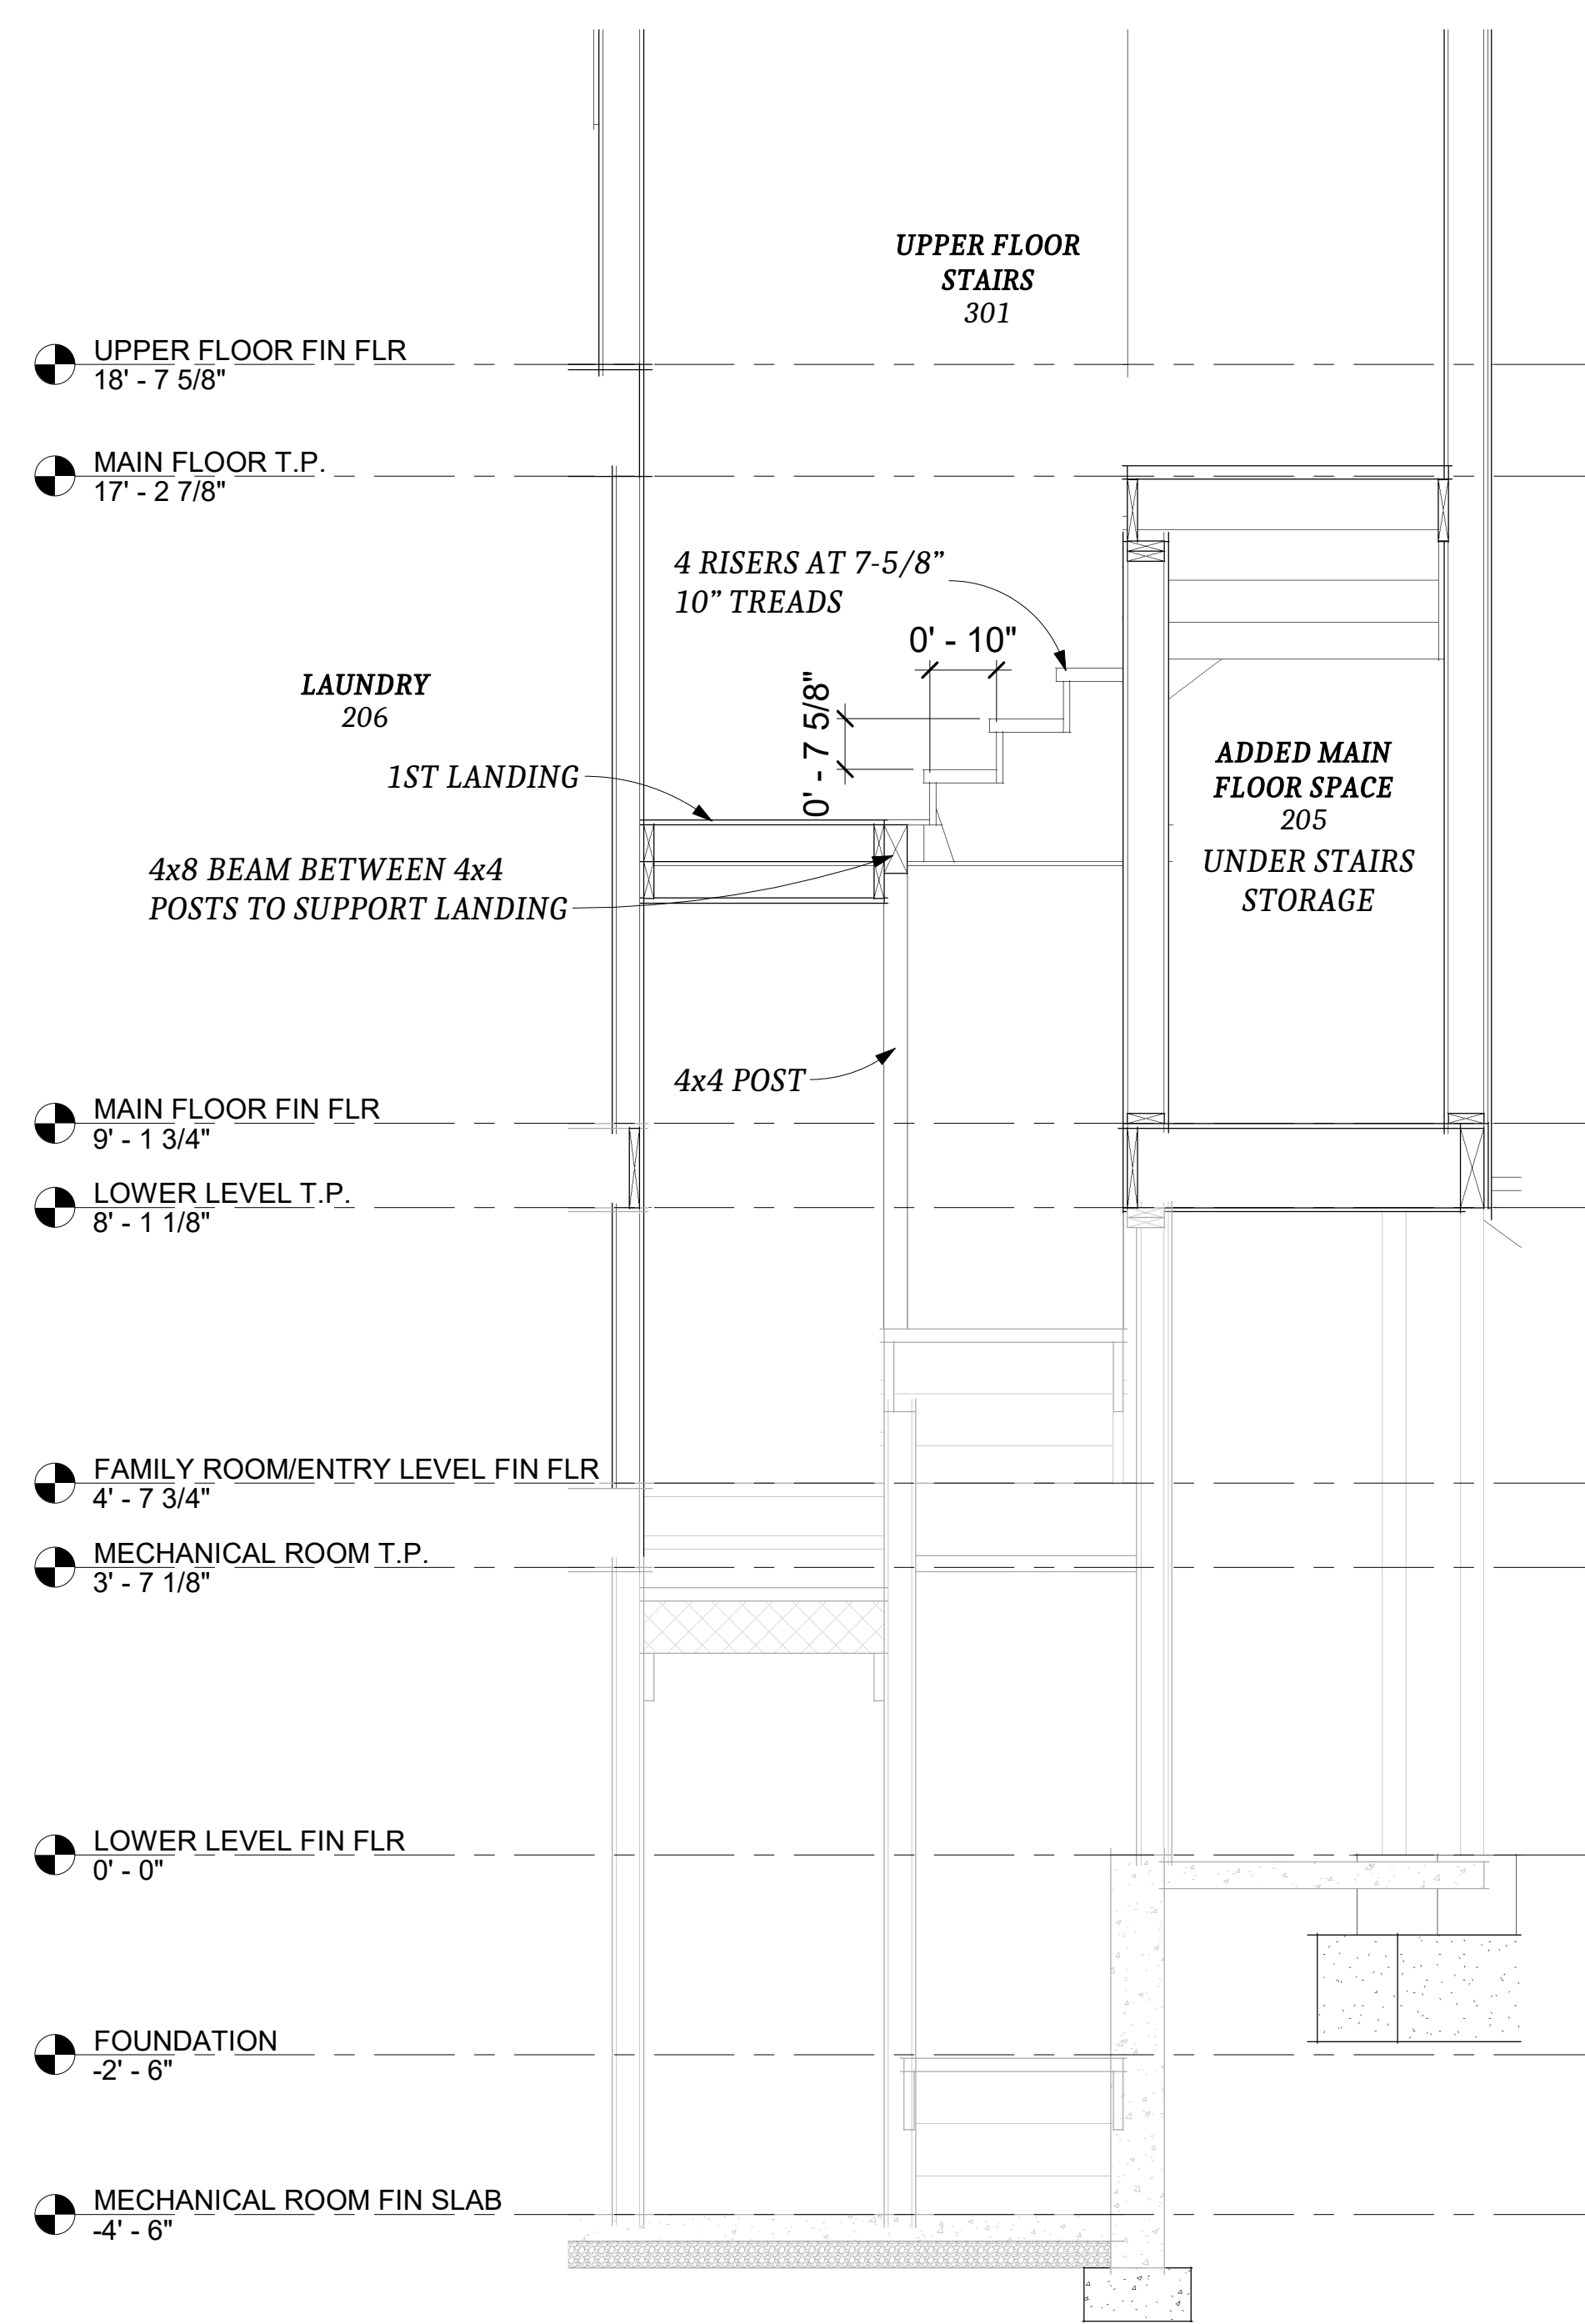 UPPER FLOOR
STAIRS
301
UPPER FLOOR FIN FLR
18' - 7 5/8"
MAIN FLOOR T.P.
17' - 2 7/8"
4 RISERS AT 7-5/8”
10” TREADS
0' - 10"
0' - 7 5/8"
LAUNDRY
206
1ST LANDING
ADDED MAIN
FLOOR SPACE
205
UNDER STAIRS
STORAGE
4x8 BEAM BETWEEN 4x4
POSTS TO SUPPORT LANDING
4x4 POST
MAIN FLOOR FIN FLR
9' - 1 3/4"
LOWER LEVEL T.P.
8' - 1 1/8"
FAMILY ROOM/ENTRY LEVEL FIN FLR
4' - 7 3/4"
MECHANICAL ROOM T.P.
3' - 7 1/8"
LOWER LEVEL FIN FLR
0' - 0"
FOUNDATION
-2' - 6"
MECHANICAL ROOM FIN SLAB
-4' - 6"